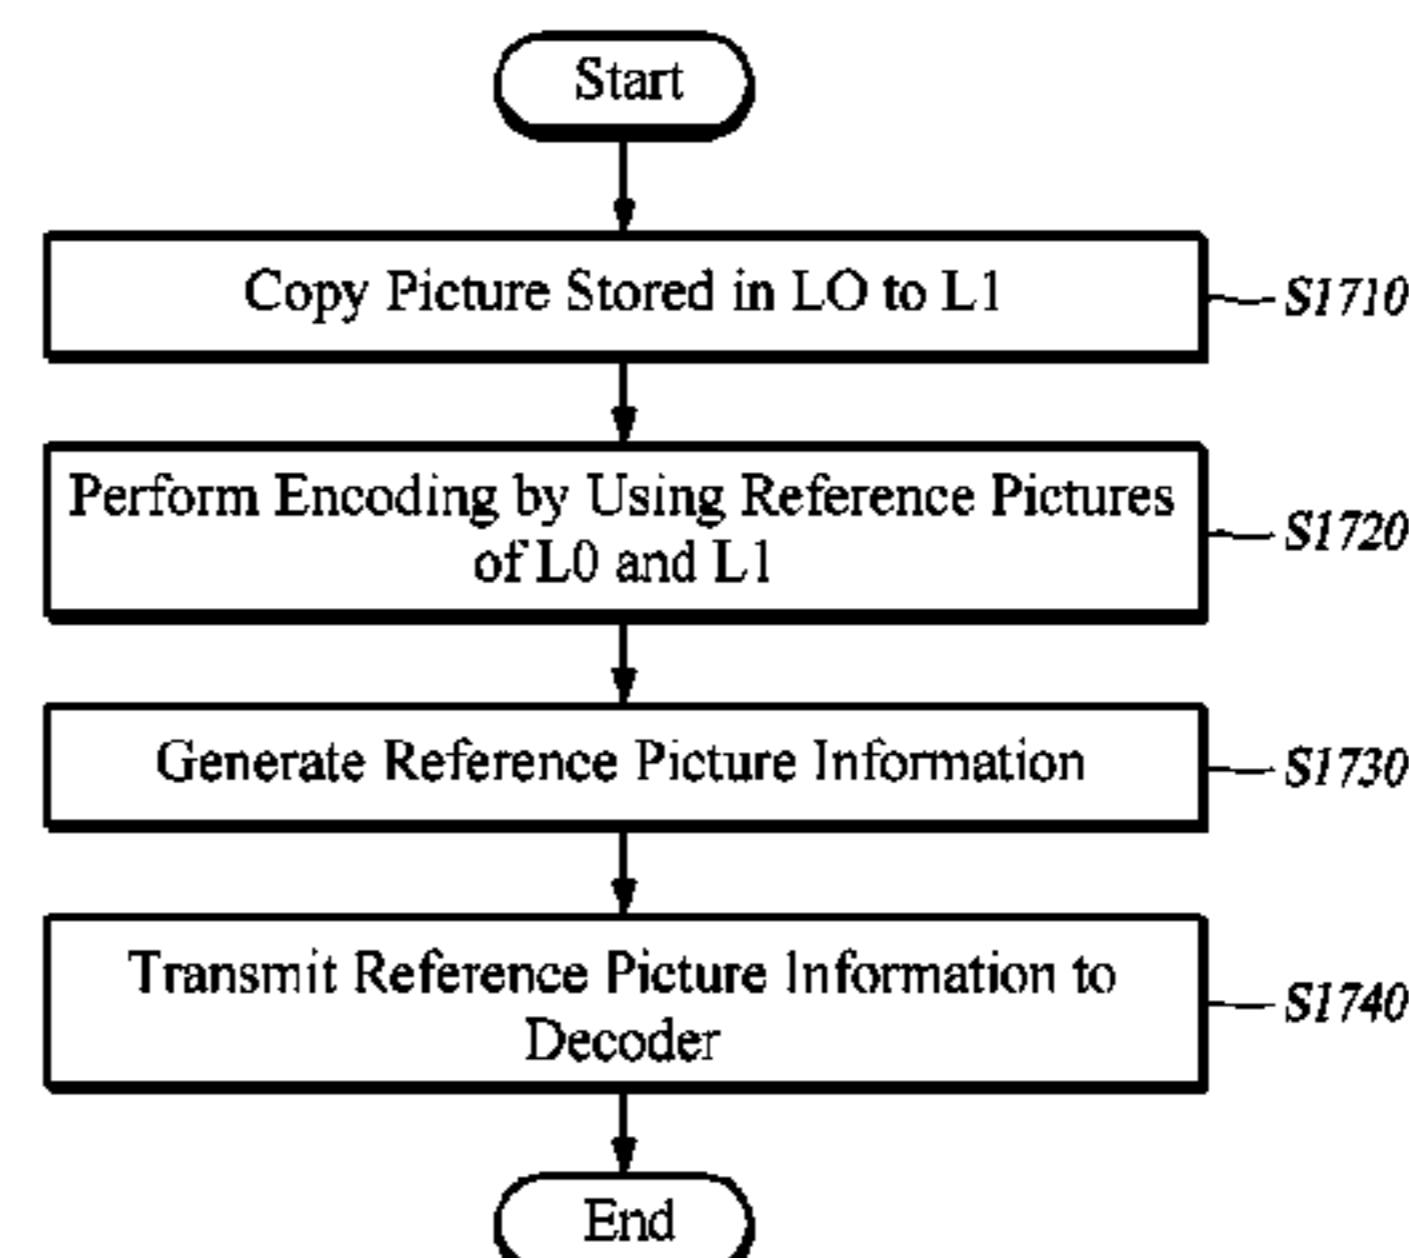 Start
Copy Picture Stored in LO to L1
S1710
Perform Encoding by Using Reference Pictures
of L0 and L1
S1720
Generate Reference Picture Information
S1730
Transmit Reference Picture Information to
Decoder
S1740
End